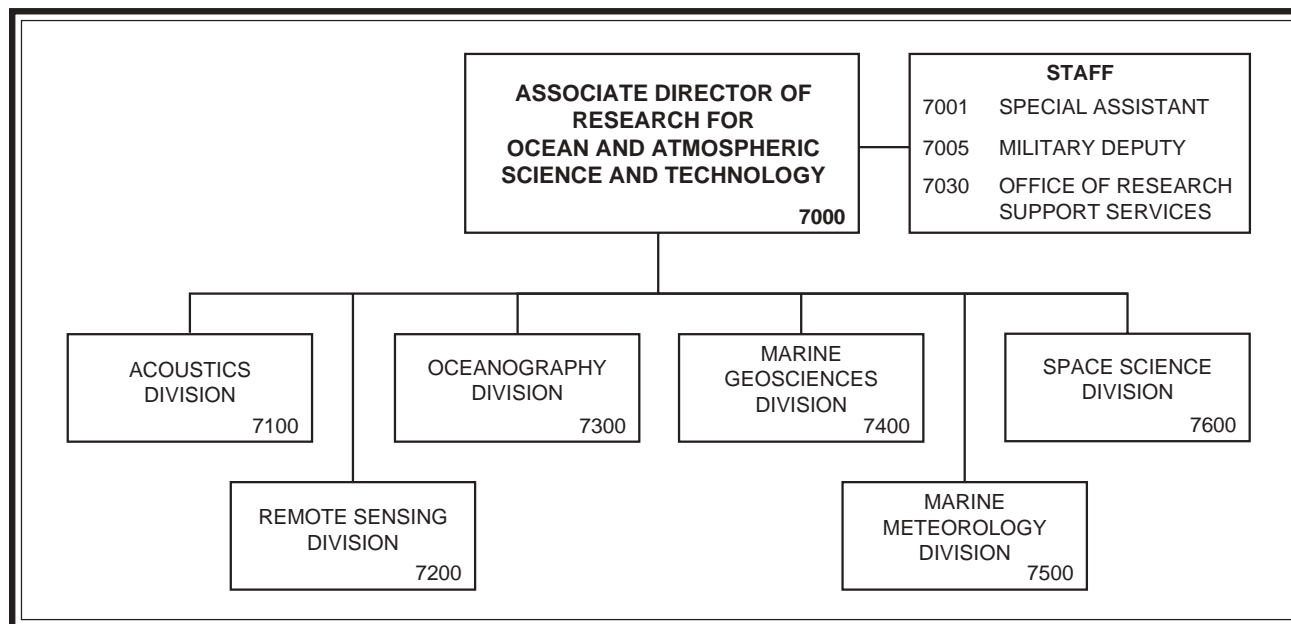 ASSOCIATE DIRECTOR OF
RESEARCH FOR
OCEAN AND ATMOSPHERIC
SCIENCE AND TECHNOLOGY
7000
STAFF
7001 SPECIAL ASSISTANT
7005 MILITARY DEPUTY
7030 OFFICE OF RESEARCH
SUPPORT SERVICES
ACOUSTICS
DIVISION
7100
OCEANOGRAPHY
DIVISION
7300
MARINE
GEOSCIENCES
DIVISION
7400
SPACE SCIENCE
DIVISION
7600
REMOTE SENSING
DIVISION
7200
MARINE
METEOROLOGY
DIVISION
7500